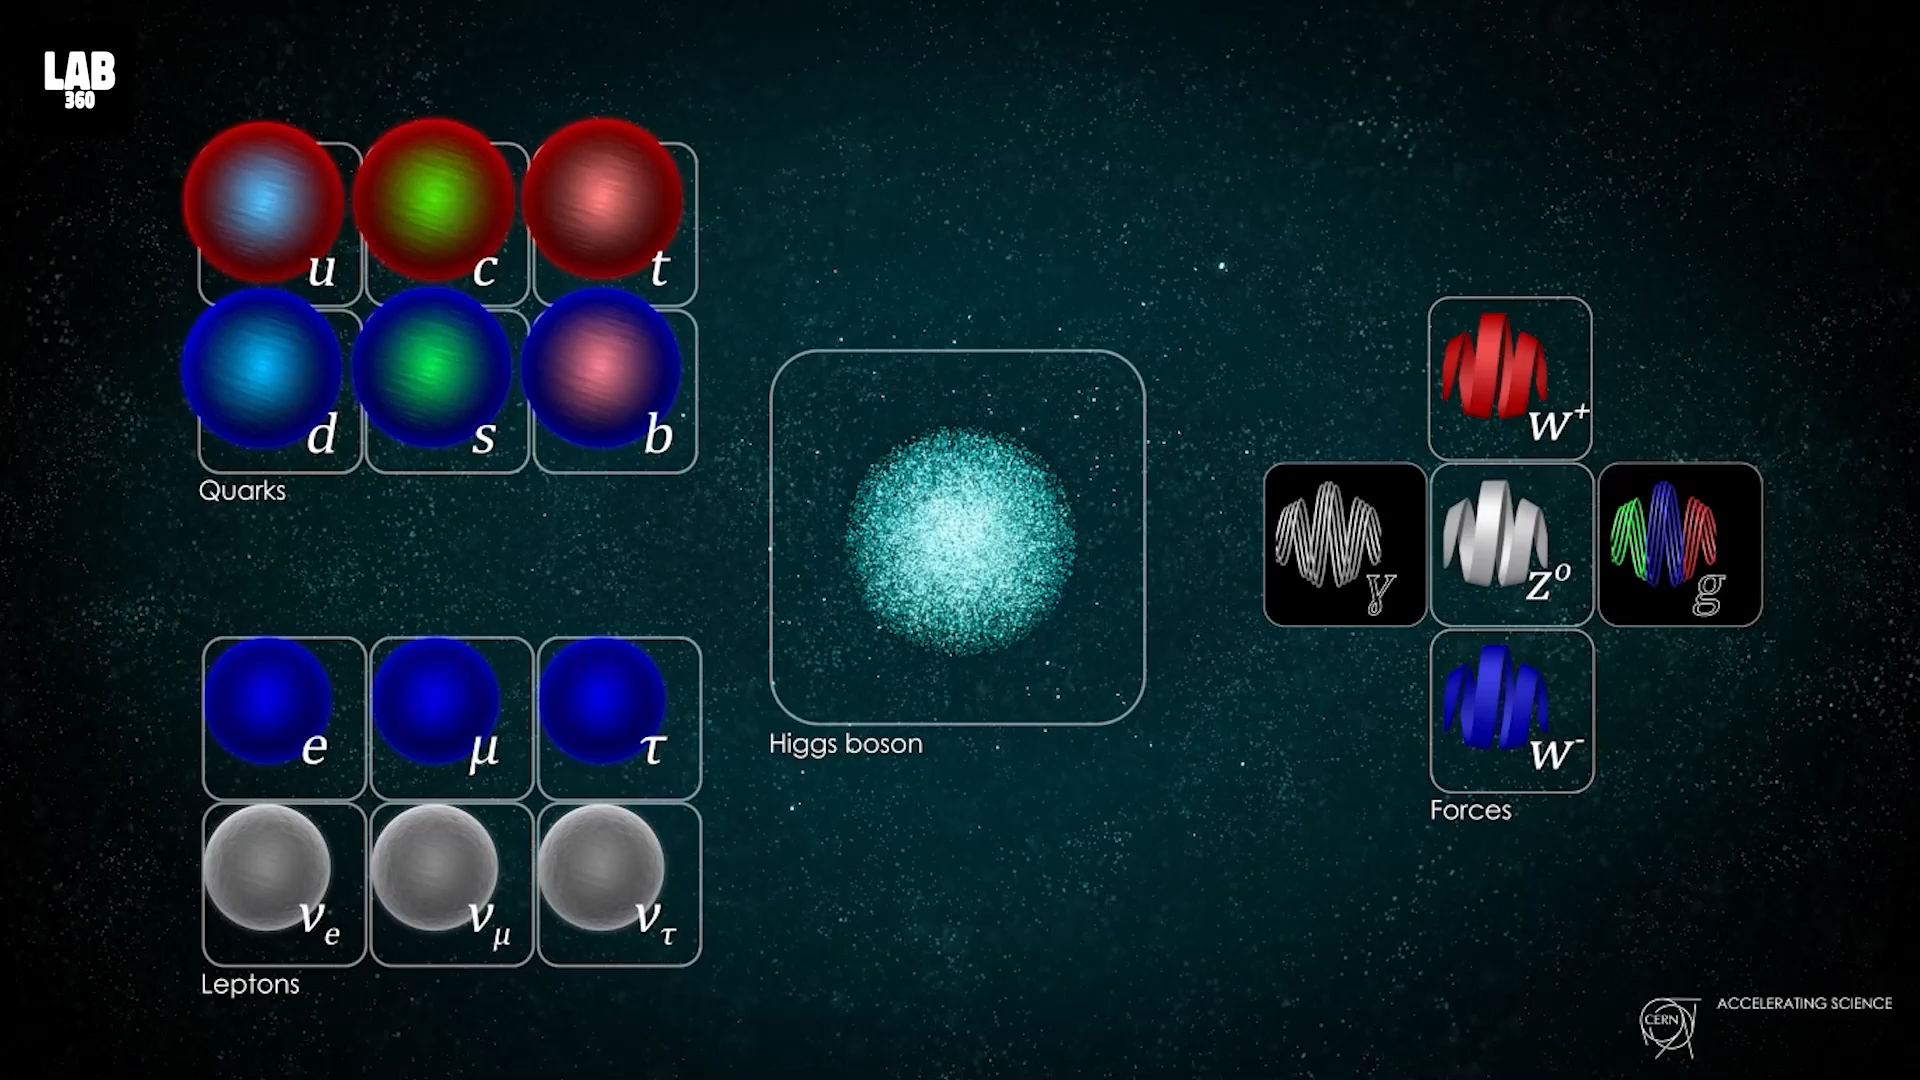 LAB
360
u c t
d s b
Quarks
e μ τ
νe νμ ντ
Leptons
Higgs boson
W+
γ Z0 g
W-
Forces
CERN
ACCELERATING SCIENCE